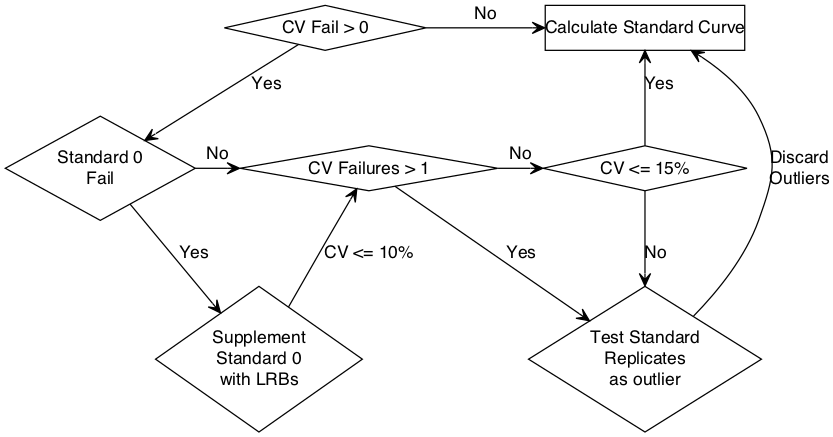 CV Fail > 0
No
Calculate Standard Curve
Yes
Yes
Standard 0
Fail
No
CV Failures > 1
No
CV <= 15%
Discard
Outliers
Yes
CV <= 10%
Yes
No
Supplement
Standard 0
with LRBs
Test Standard
Replicates
as outlier